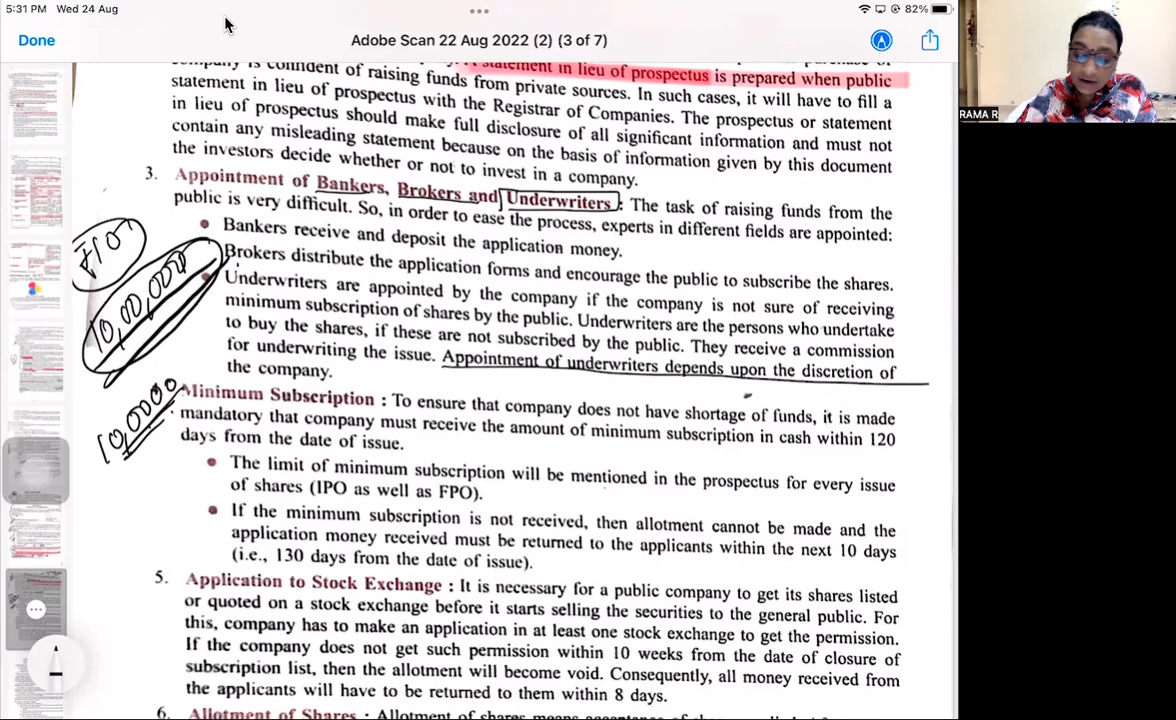 5:31 PM Wed 24 Aug
82%
Done
Adobe Scan 22 Aug 2022 (2) (3 of 7)
company is confident of raising funds from private sources. In such cases, it will have to fill a
statement in lieu of prospectus is prepared when public
statement in lieu of prospectus with the Registrar of Companies. The prospectus or statement
in lieu of prospectus should make full disclosure of all significant information and must not
contain any misleading statement because on the basis of information given by this document
the investors decide whether or not to invest in a company.
3. Appointment of Bankers, Brokers and Underwriters : The task of raising funds from the
public is very difficult. So, in order to ease the process, experts in different fields are appointed:
• Bankers receive and deposit the application money.
Brokers distribute the application forms and encourage the public to subscribe the shares.
• Underwriters are appointed by the company if the company is not sure of receiving
minimum subscription of shares by the public. Underwriters are the persons who undertake
to buy the shares, if these are not subscribed by the public. They receive a commission
for underwriting the issue. Appointment of underwriters depends upon the discretion of
the company.
10,00,000
10,0000
Minimum Subscription : To ensure that company does not have shortage of funds, it is made
mandatory that company must receive the amount of minimum subscription in cash within 120
days from the date of issue.
• The limit of minimum subscription will be mentioned in the prospectus for every issue
of shares (IPO as well as FPO).
• If the minimum subscription is not received, then allotment cannot be made and the
application money received must be returned to the applicants within the next 10 days
(i.e., 130 days from the date of issue).
5. Application to Stock Exchange : It is necessary for a public company to get its shares listed
or quoted on a stock exchange before it starts selling the securities to the general public. For
this, company has to make an application in at least one stock exchange to get the permission.
If the company does not get such permission within 10 weeks from the date of closure of
subscription list, then the allotment will become void. Consequently, all money received from
the applicants will have to be returned to them within 8 days.
6. Allotment of Shares : Allotment of shares means acceptance of
RAMA R